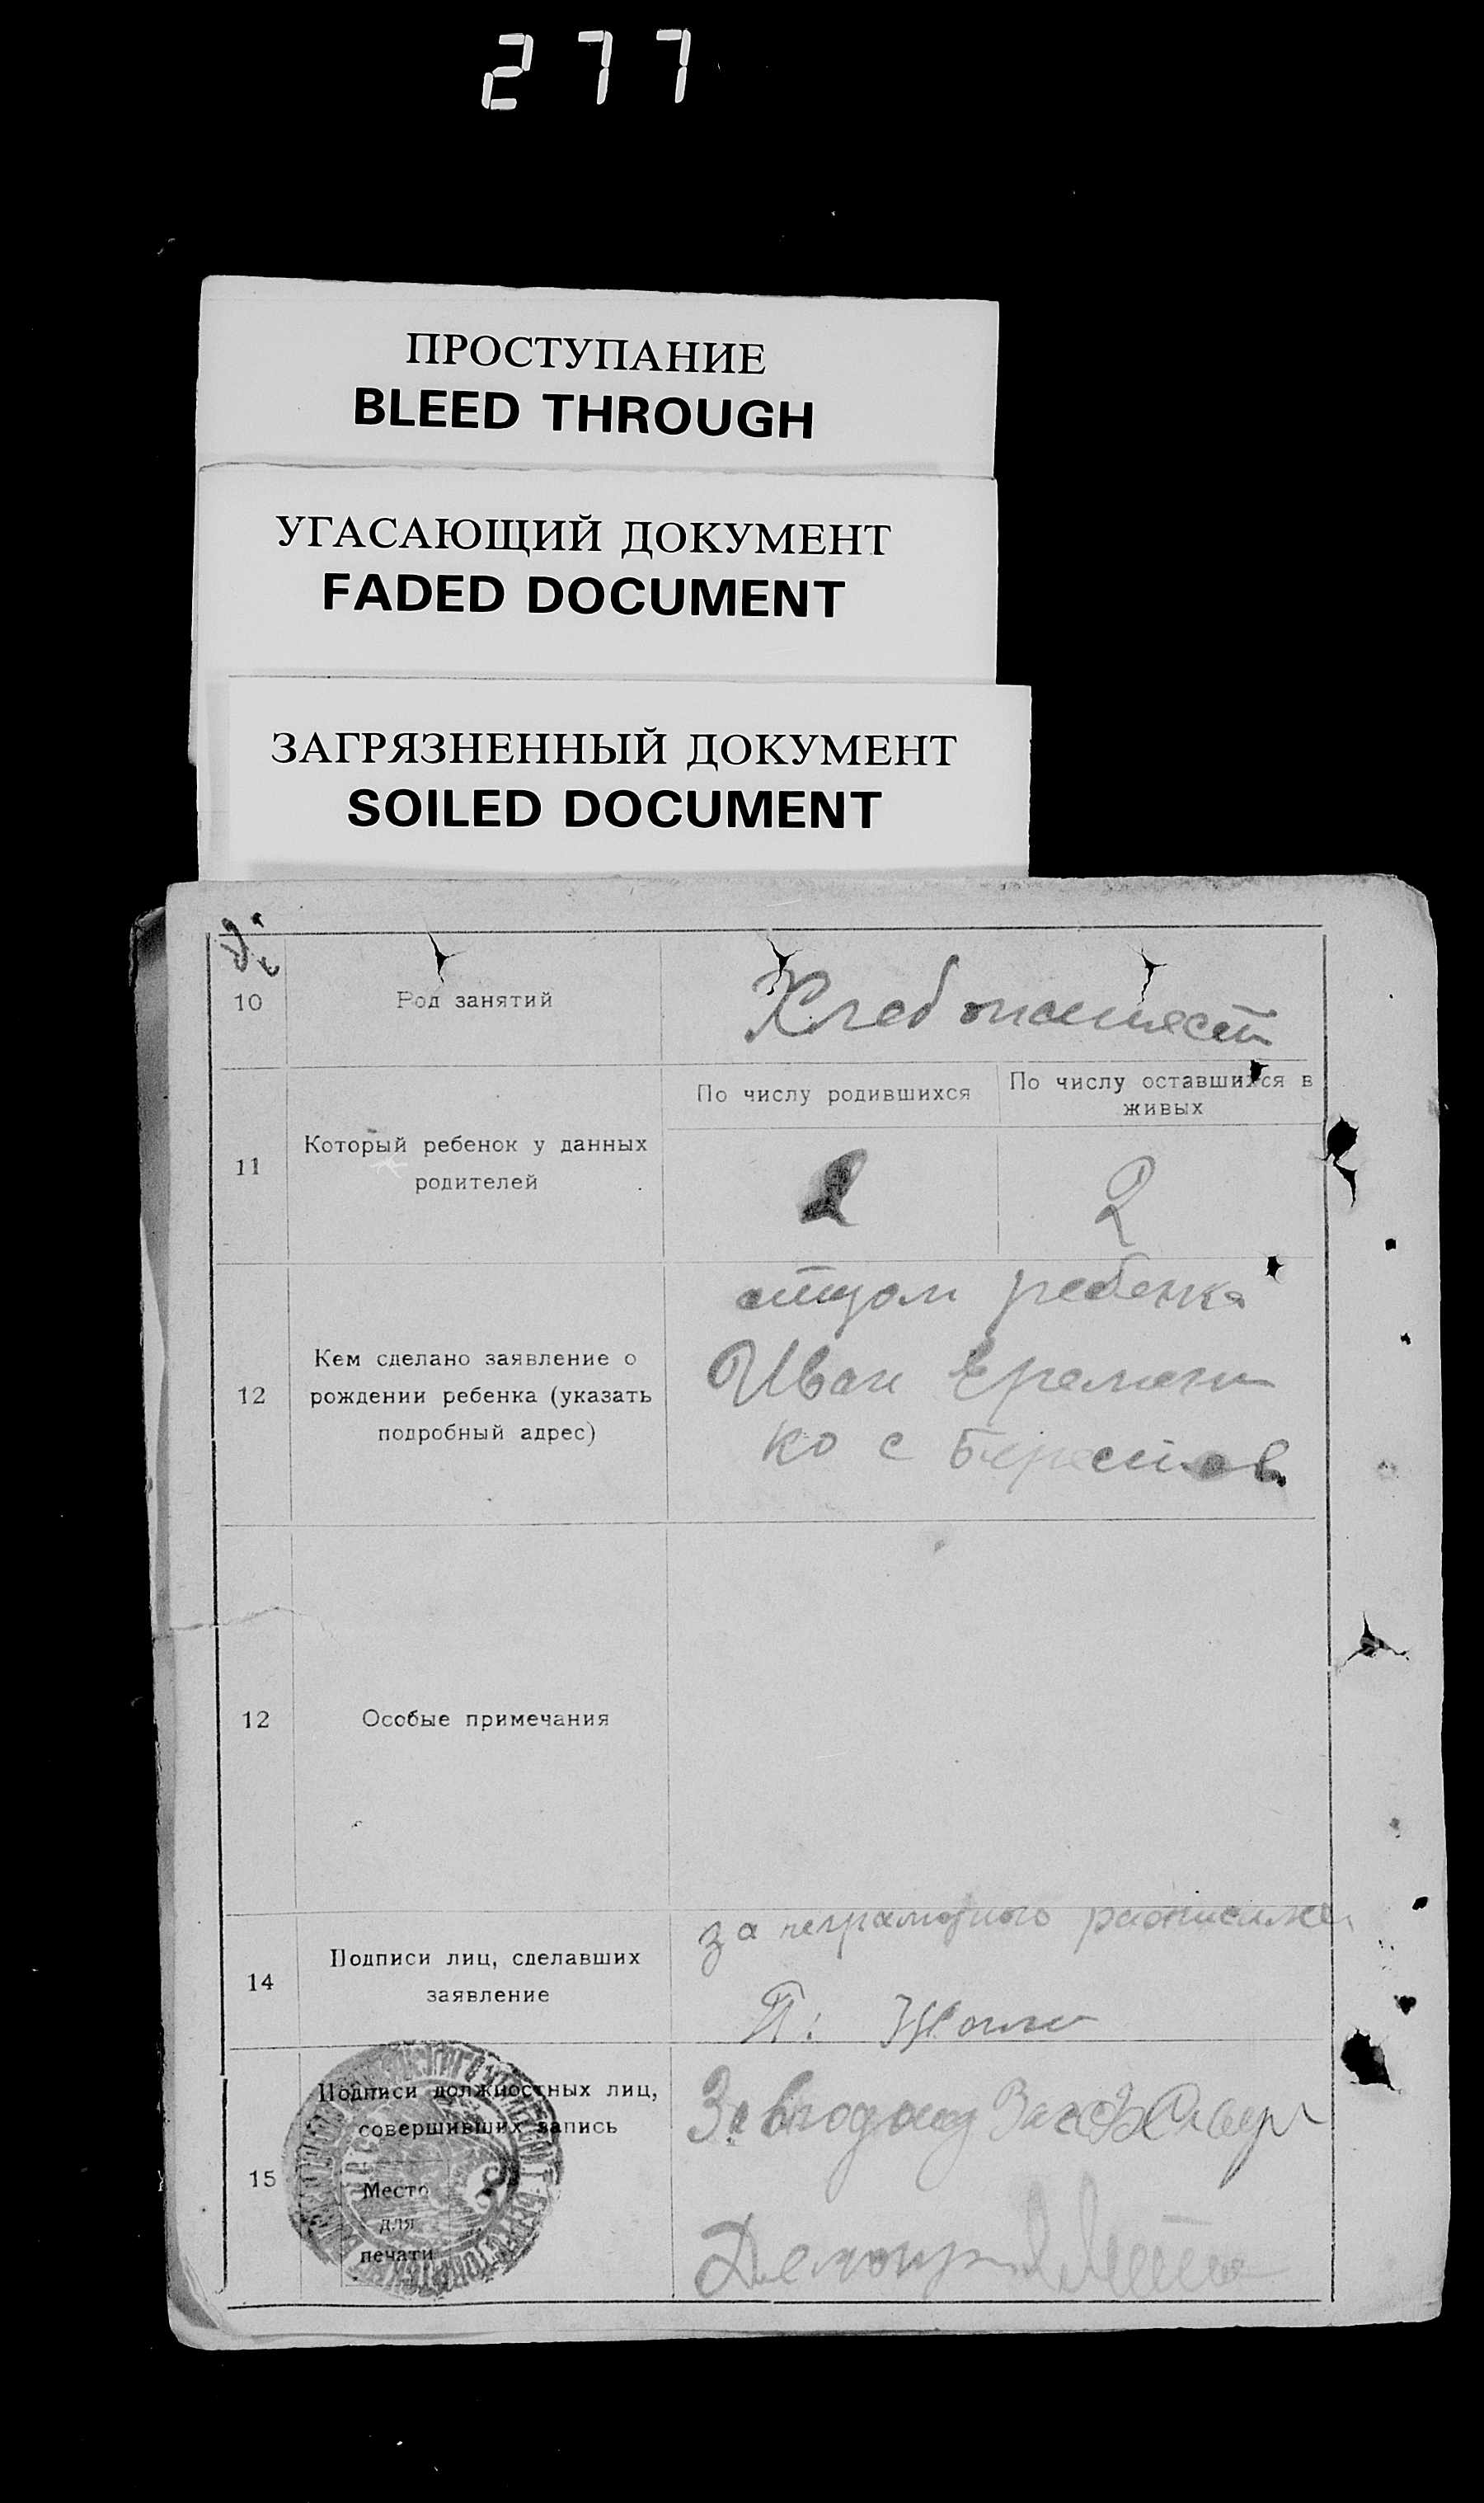 277
ПРОСТУПАНИЕ
BLEED THROUGH
УГАСАЮЩИЙ ДОКУМЕНТ
FADED DOCUMENT
ЗАГРЯЗНЕННЫЙ ДОКУМЕНТ
SOILED DOCUMENT
10
Род занятий
Хлебопашест
11
Который ребенок у данных
родителей
По числу родившихся
По числу оставшихся в
живых
2
2
12
Кем сделано заявление о
рождении ребенка (указать
подробный адрес)
отцом ребенка
Иван Еремен
ко с Берестов
12
Особые примечания
14
Подписи лиц, сделавших
заявление
за неграмотного
П:
15
Подписи должностных лиц,
совершивших запись
Место
для
печати